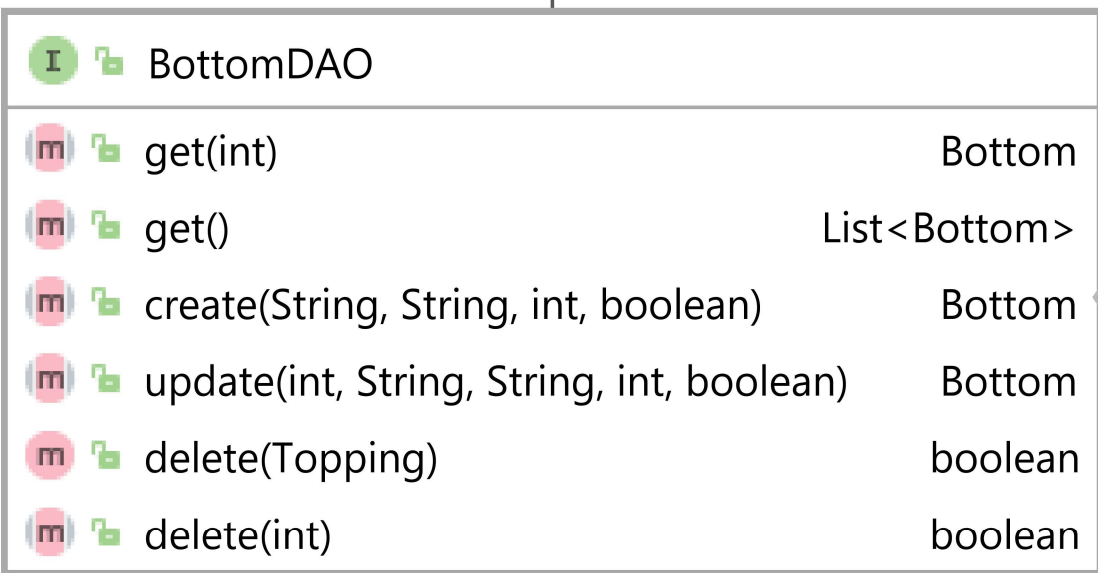 I BottomDAO
m get(int) Bottom
m get() List<Bottom>
m create(String, String, int, boolean) Bottom
m update(int, String, String, int, boolean) Bottom
m delete(Topping) boolean
m delete(int) boolean